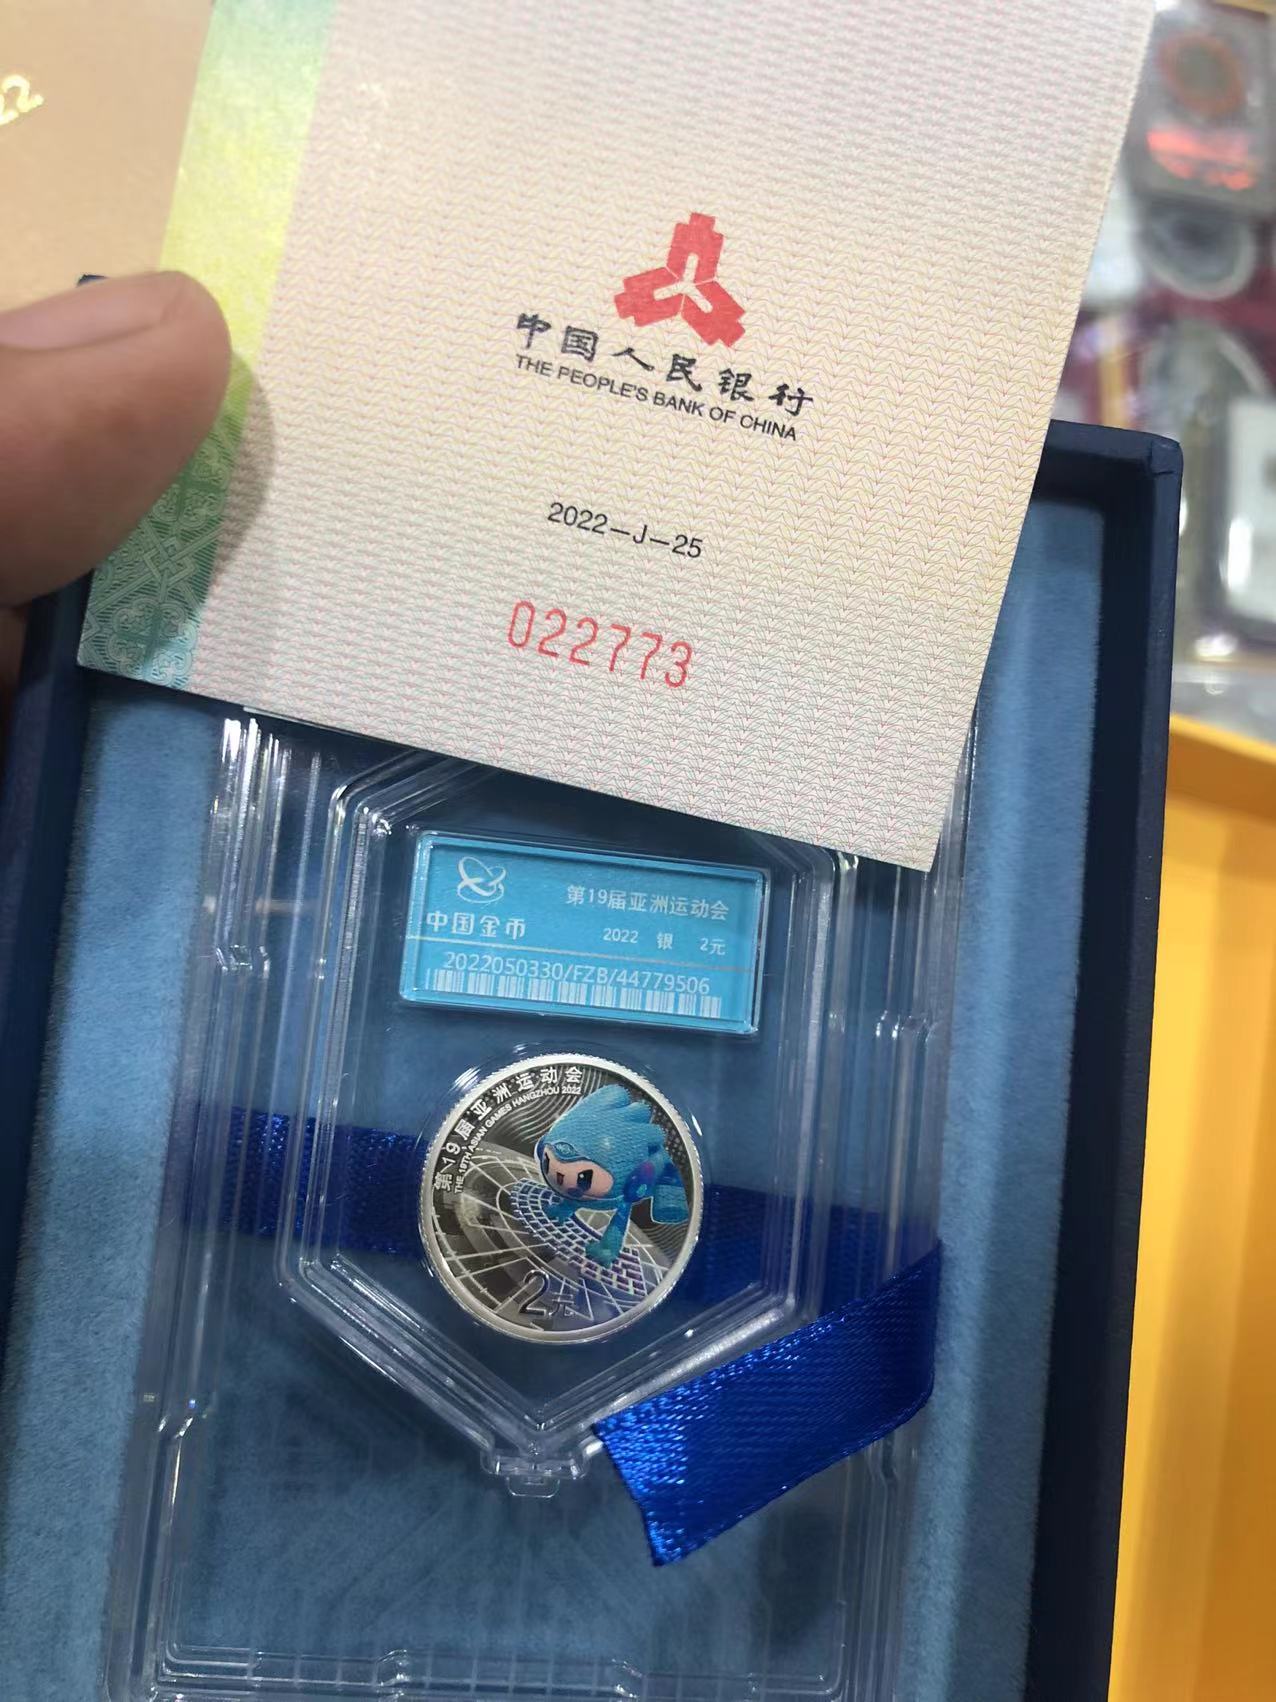 22.
中国人民银行
THE PEOPLE'S BANK OF CHINA
2022-J-25
022773
中国金币
第19届亚洲运动会
2022 银 2元
2022050330/FZB/44779506
第19届亚洲运动会
THE 19TH ASIAN GAMES HANGZHOU 2022
2元